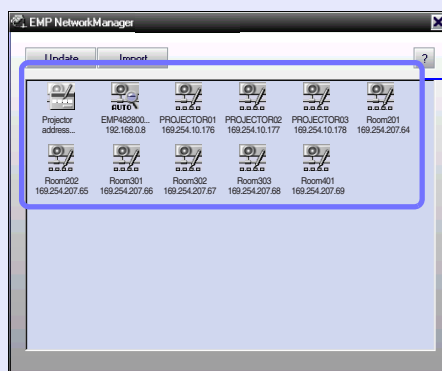 EMP NetworkManager
Update Import ?
AUTO
Projector EMP482800... PROJECTOR01 PROJECTOR02 PROJECTOR03 Room201
address... 192.168.0.8 169.254.10.176 169.254.10.177 169.254.10.178 169.254.207.64
Room202 Room301 Room302 Room303 Room401
169.254.207.65 169.254.207.66 169.254.207.67 169.254.207.68 169.254.207.69